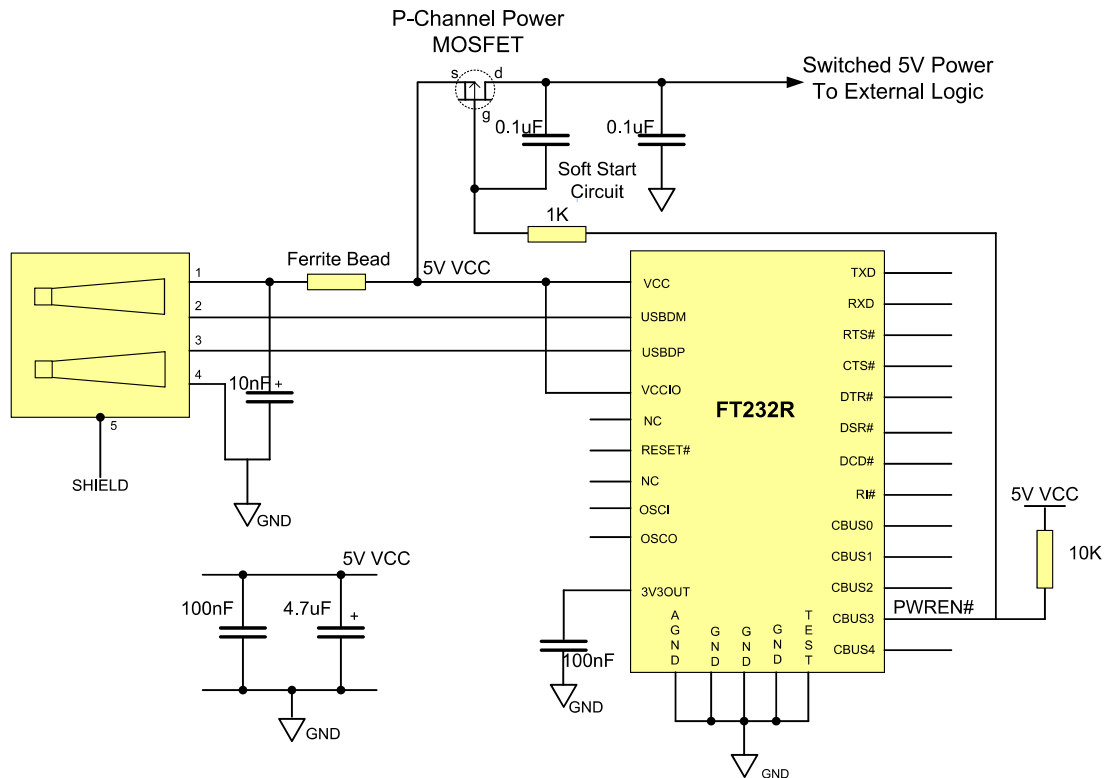 P-Channel Power
MOSFET
s
d
g
Switched 5V Power
To External Logic
0.1uF
0.1uF
Soft Start
Circuit
1K
Ferrite Bead
5V VCC
1
2
3
4
5
10nF
+
SHIELD
GND
VCC
USBDM
USBDP
VCCIO
NC
RESET#
NC
OSCI
OSCO
3V3OUT
FT232R
TXD
RXD
RTS#
CTS#
DTR#
DSR#
DCD#
RI#
CBUS0
CBUS1
CBUS2
CBUS3
CBUS4
AGND
GND
GND
GND
TEST
PWREN#
5V VCC
10K
5V VCC
100nF
4.7uF
+
GND
100nF
GND
GND